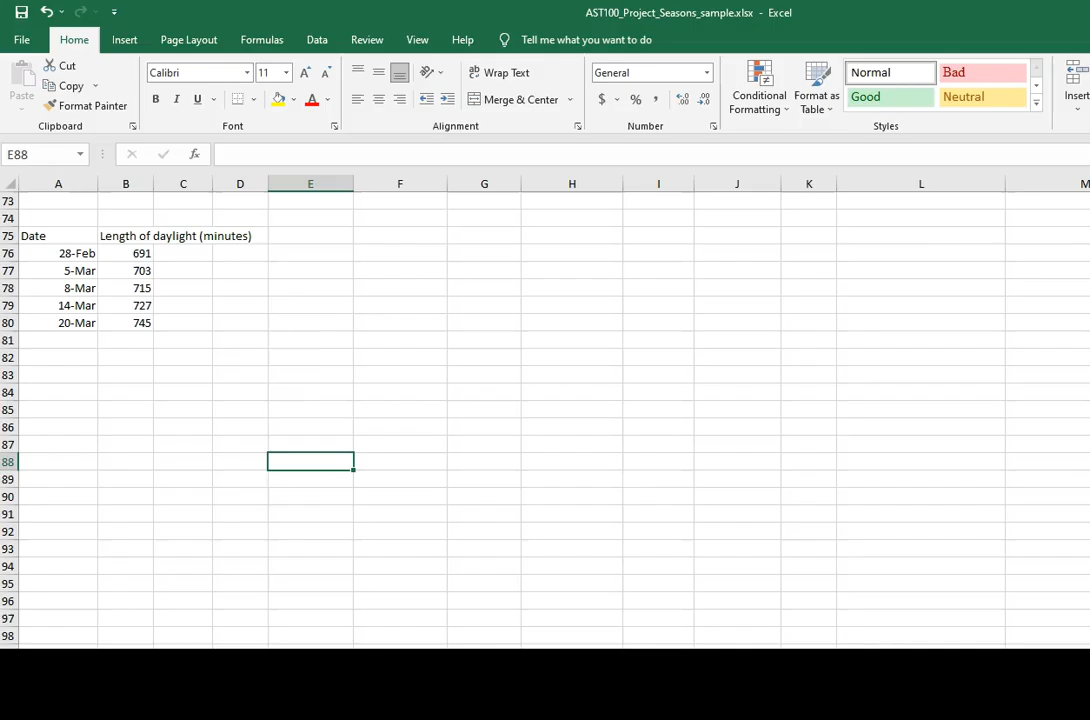 AST100_Project_Seasons_sample.xlsx - Excel
File Home Insert Page Layout Formulas Data Review View Help Tell me what you want to do
Paste
Cut
Copy
Format Painter
Clipboard
Calibri 11
B I U A
Font
ab Wrap Text
Merge & Center
Alignment
General
$ % ,
Number
Conditional Formatting
Format as Table
Normal Bad
Good Neutral
Styles
Insert
E88 fx
A B C D E F G H I J K L M
73
74
75 Date Length of daylight (minutes)
76 28-Feb 691
77 5-Mar 703
78 8-Mar 715
79 14-Mar 727
80 20-Mar 745
81
82
83
84
85
86
87
88
89
90
91
92
93
94
95
96
97
98